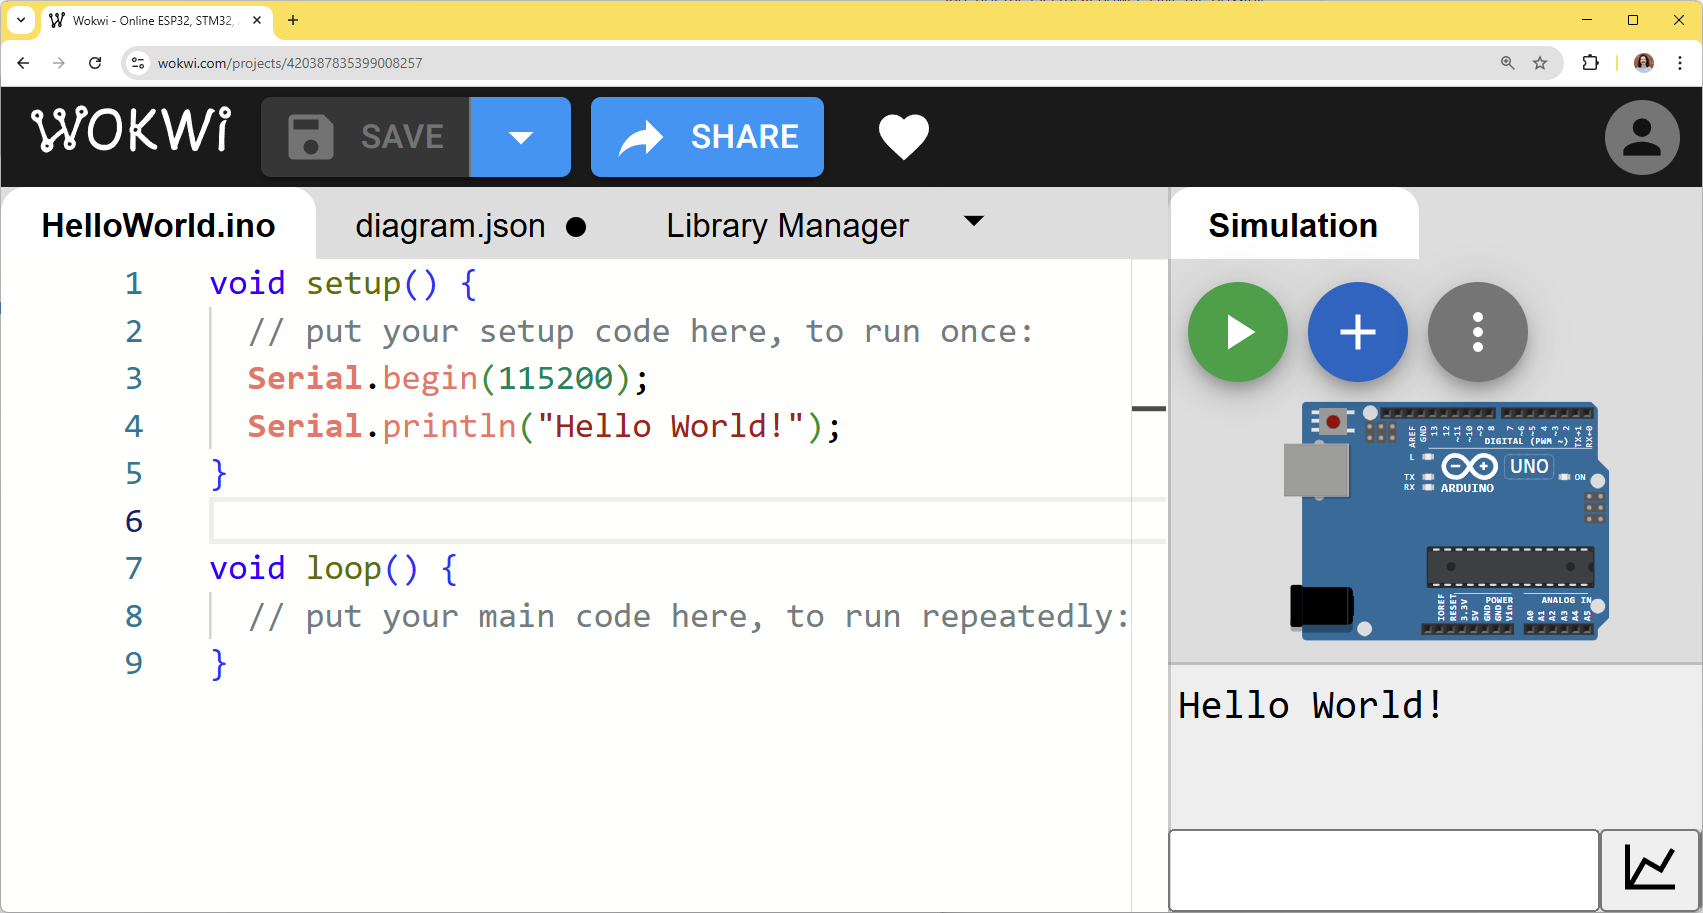 Wokwi - Online ESP32, STM32,
wokwi.com/projects/420387835399008257
WOKWi
SAVE
SHARE
HelloWorld.ino
diagram.json
Library Manager
Simulation
1 void setup() {
2 // put your setup code here, to run once:
3 Serial.begin(115200);
4 Serial.println("Hello World!");
5 }
6
7 void loop() {
8 // put your main code here, to run repeatedly:
9 }
AREF GND 13 12 ~11 ~10 ~9 8 7 ~6 ~5 4 ~3 2 TX→1 RX←0
DIGITAL (PWM ~)
L
TX
RX
UNO
ARDUINO
ON
POWER
ANALOG IN
IOREF RESET 3.3V 5V GND GND Vin A0 A1 A2 A3 A4 A5
Hello World!